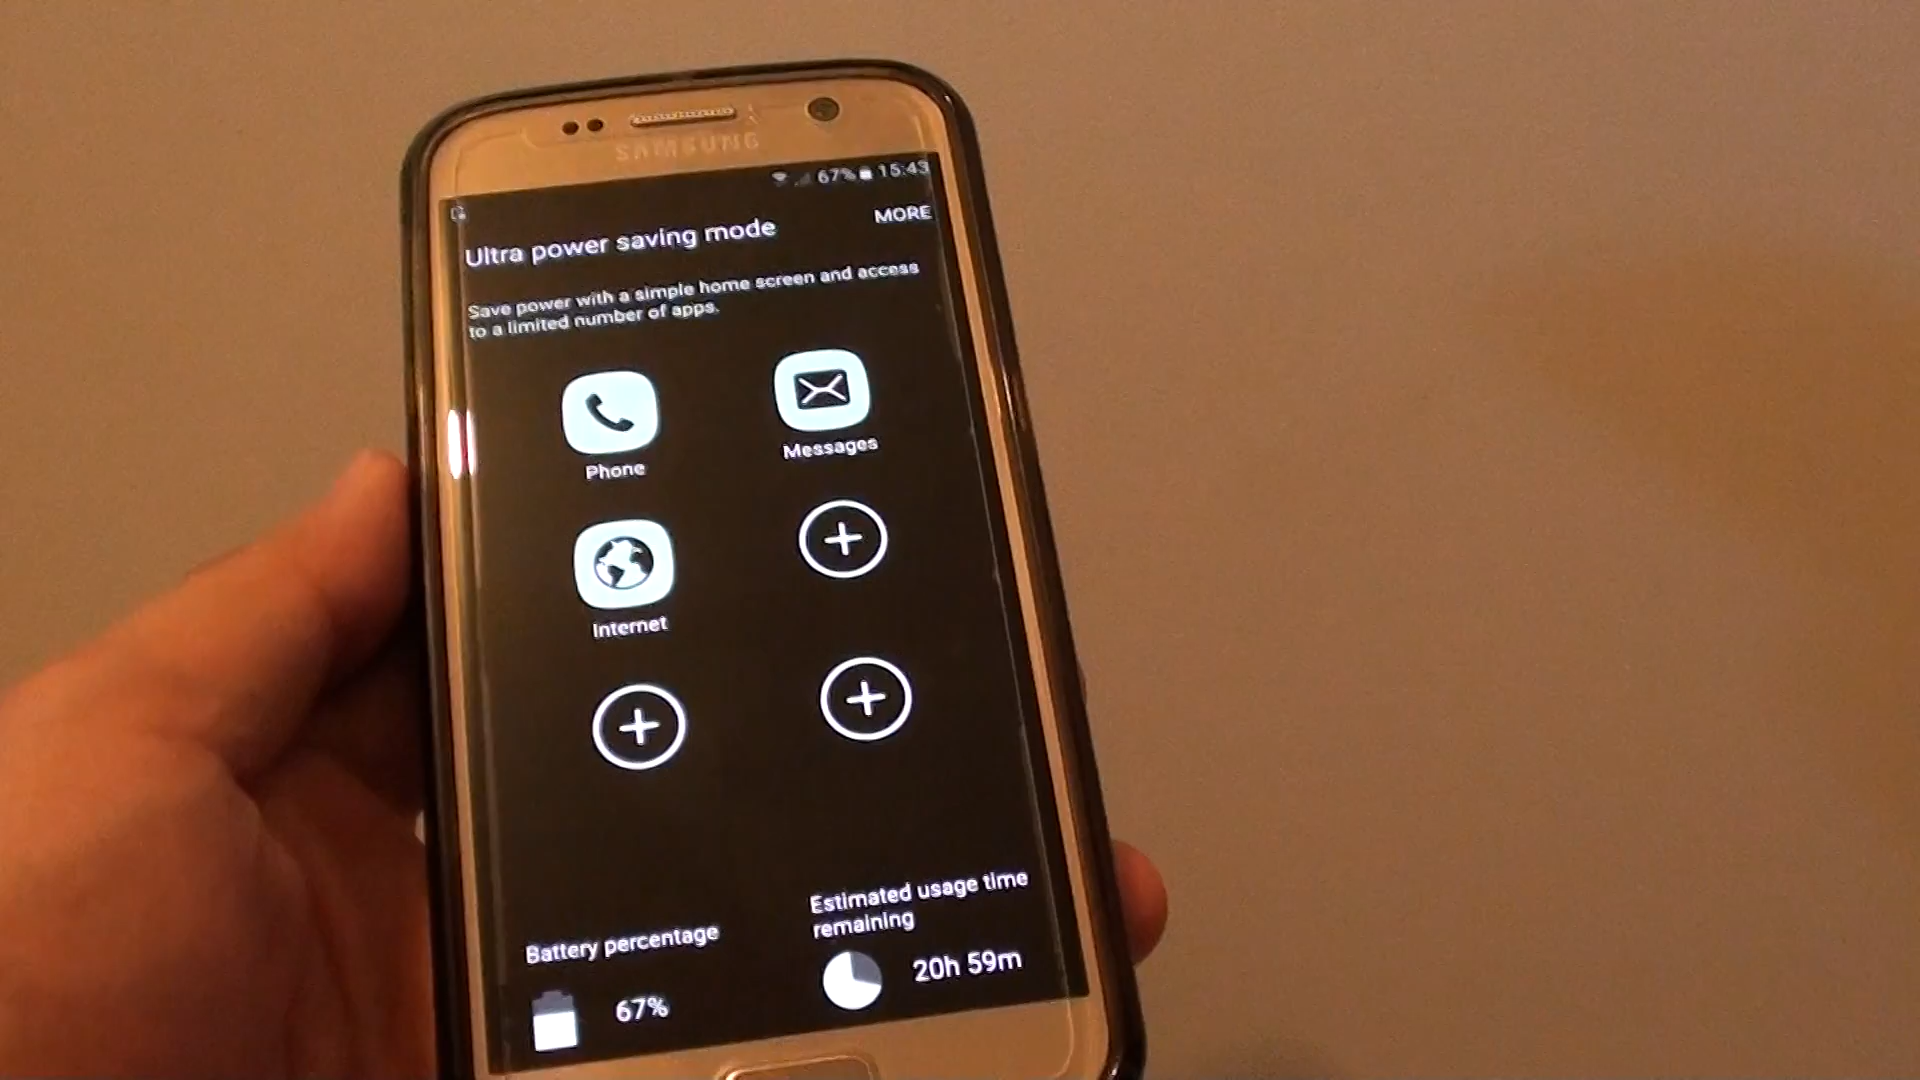 SAMSUNG
67% 15:43
MORE
Ultra power saving mode
Save power with a simple home screen and access
to a limited number of apps.
Phone
Messages
Internet
Estimated usage time
remaining
20h 59m
Battery percentage
67%